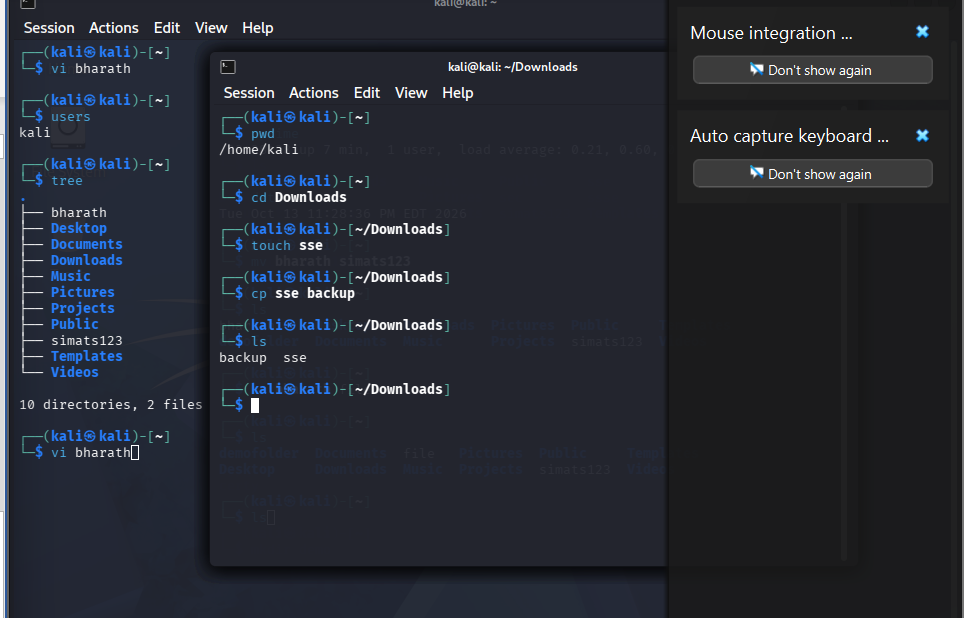 kali@kali: ~
Session Actions Edit View Help
┌──(kali㉿kali)-[~]
└─$ vi bharath
┌──(kali㉿kali)-[~]
└─$ users
kali
┌──(kali㉿kali)-[~]
└─$ tree
.
├── bharath
├── Desktop
├── Documents
├── Downloads
├── Music
├── Pictures
├── Projects
├── Public
├── simats123
├── Templates
└── Videos
10 directories, 2 files
┌──(kali㉿kali)-[~]
└─$ vi bharath
kali@kali: ~/Downloads
Session Actions Edit View Help
┌──(kali㉿kali)-[~]
└─$ pwd
/home/kali
┌──(kali㉿kali)-[~]
└─$ cd Downloads
┌──(kali㉿kali)-[~/Downloads]
└─$ touch sse
┌──(kali㉿kali)-[~/Downloads]
└─$ cp sse backup
┌──(kali㉿kali)-[~/Downloads]
└─$ ls
backup  sse
┌──(kali㉿kali)-[~/Downloads]
└─$
Mouse integration ...
Don't show again
Auto capture keyboard ...
Don't show again